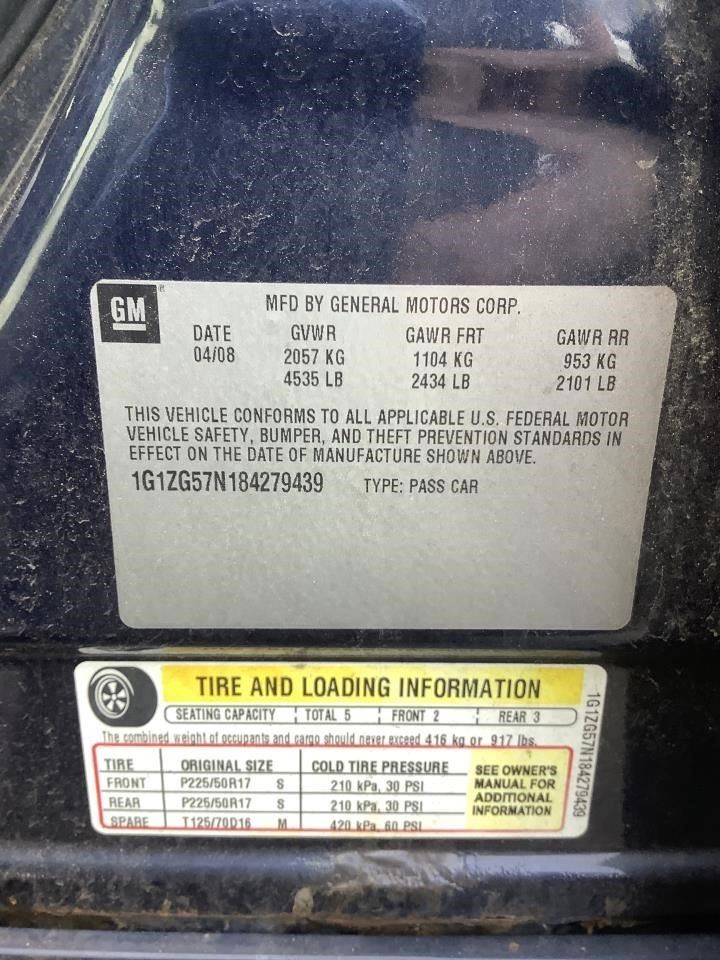 GM ®
MFD BY GENERAL MOTORS CORP.
DATE GVWR GAWR FRT GAWR RR
04/08 2057 KG 1104 KG 953 KG
4535 LB 2434 LB 2101 LB
THIS VEHICLE CONFORMS TO ALL APPLICABLE U.S. FEDERAL MOTOR
VEHICLE SAFETY, BUMPER, AND THEFT PREVENTION STANDARDS IN
EFFECT ON THE DATE OF MANUFACTURE SHOWN ABOVE.
1G1ZG57N184279439 TYPE: PASS CAR
TIRE AND LOADING INFORMATION
SEATING CAPACITY TOTAL 5 FRONT 2 REAR 3
The combined weight of occupants and cargo should never exceed 416 kg or 917 lbs.
TIRE ORIGINAL SIZE COLD TIRE PRESSURE
FRONT P225/50R17 S 210 kPa, 30 PSI
REAR P225/50R17 S 210 kPa, 30 PSI
SPARE T125/70D16 M 420 kPa, 60 PSI
SEE OWNER'S
MANUAL FOR
ADDITIONAL
INFORMATION
1G1ZG57N184279439